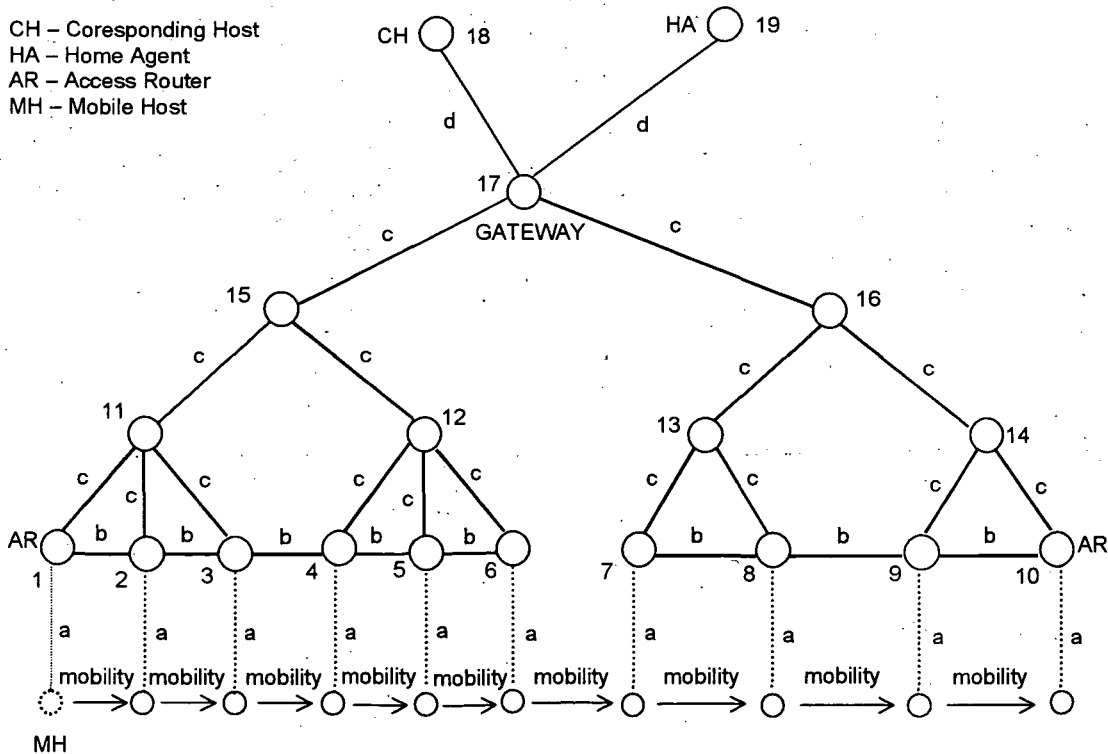 CH – Coresponding Host
HA – Home Agent
AR – Access Router
MH – Mobile Host
CH 18
HA 19
d d
17
GATEWAY
c c
15 16
c c c c
11 12 13 14
c c c c c c c c c c
AR b b b b b b b b AR
1 2 3 4 5 6 7 8 9 10
a a a a a a a a a a
mobility mobility mobility mobility mobility mobility mobility mobility mobility
MH